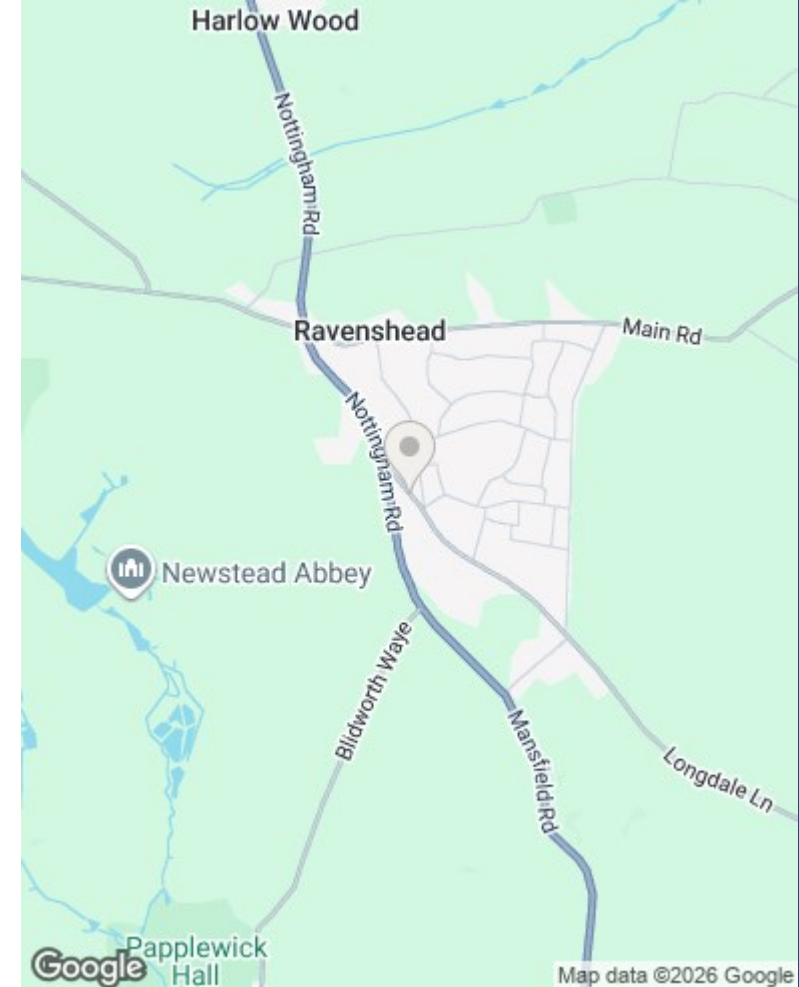 Harlow Wood
Nottingham Rd
Ravenshead
Main Rd
Nottingham Rd
Newstead Abbey
Blidworth Waye
Mansfield Rd
Longdale Ln
Papplewick
Hall
Google
Map data ©2026 Google